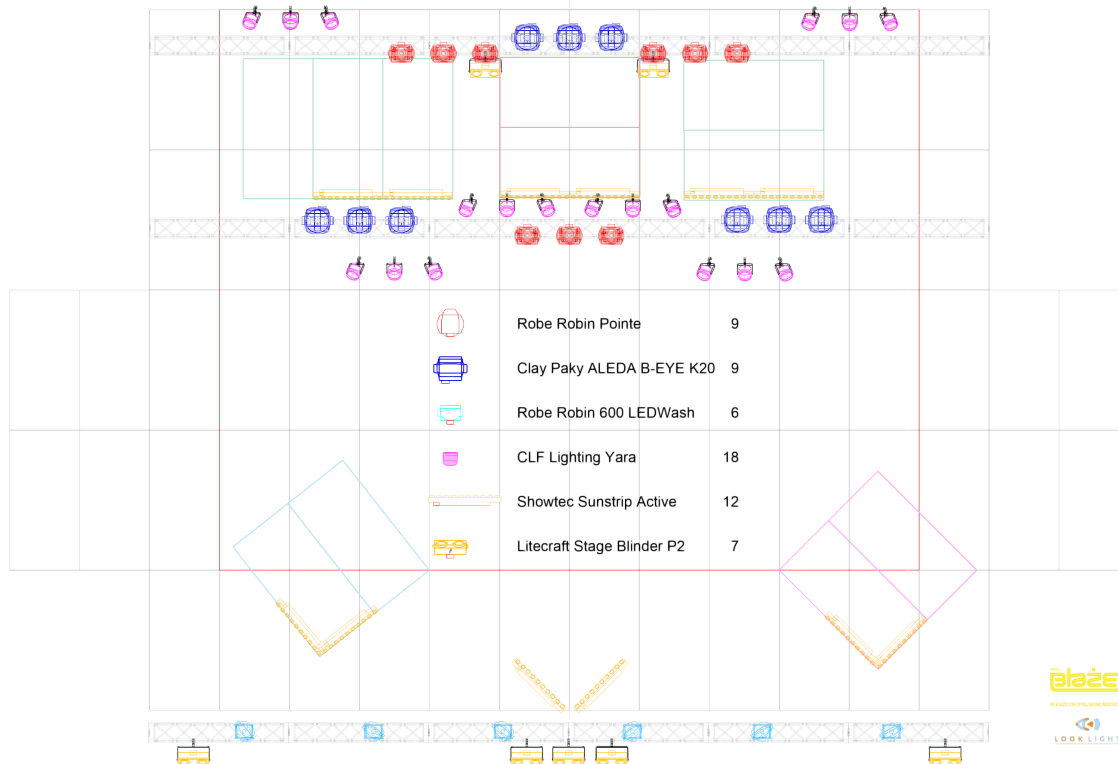 Robe Robin Pointe 9
Clay Paky ALEDA B-EYE K20 9
Robe Robin 600 LEDWash 6
CLF Lighting Yara 18
Showtec Sunstrip Active 12
Litecraft Stage Blinder P2 7
LOOK LIGHT